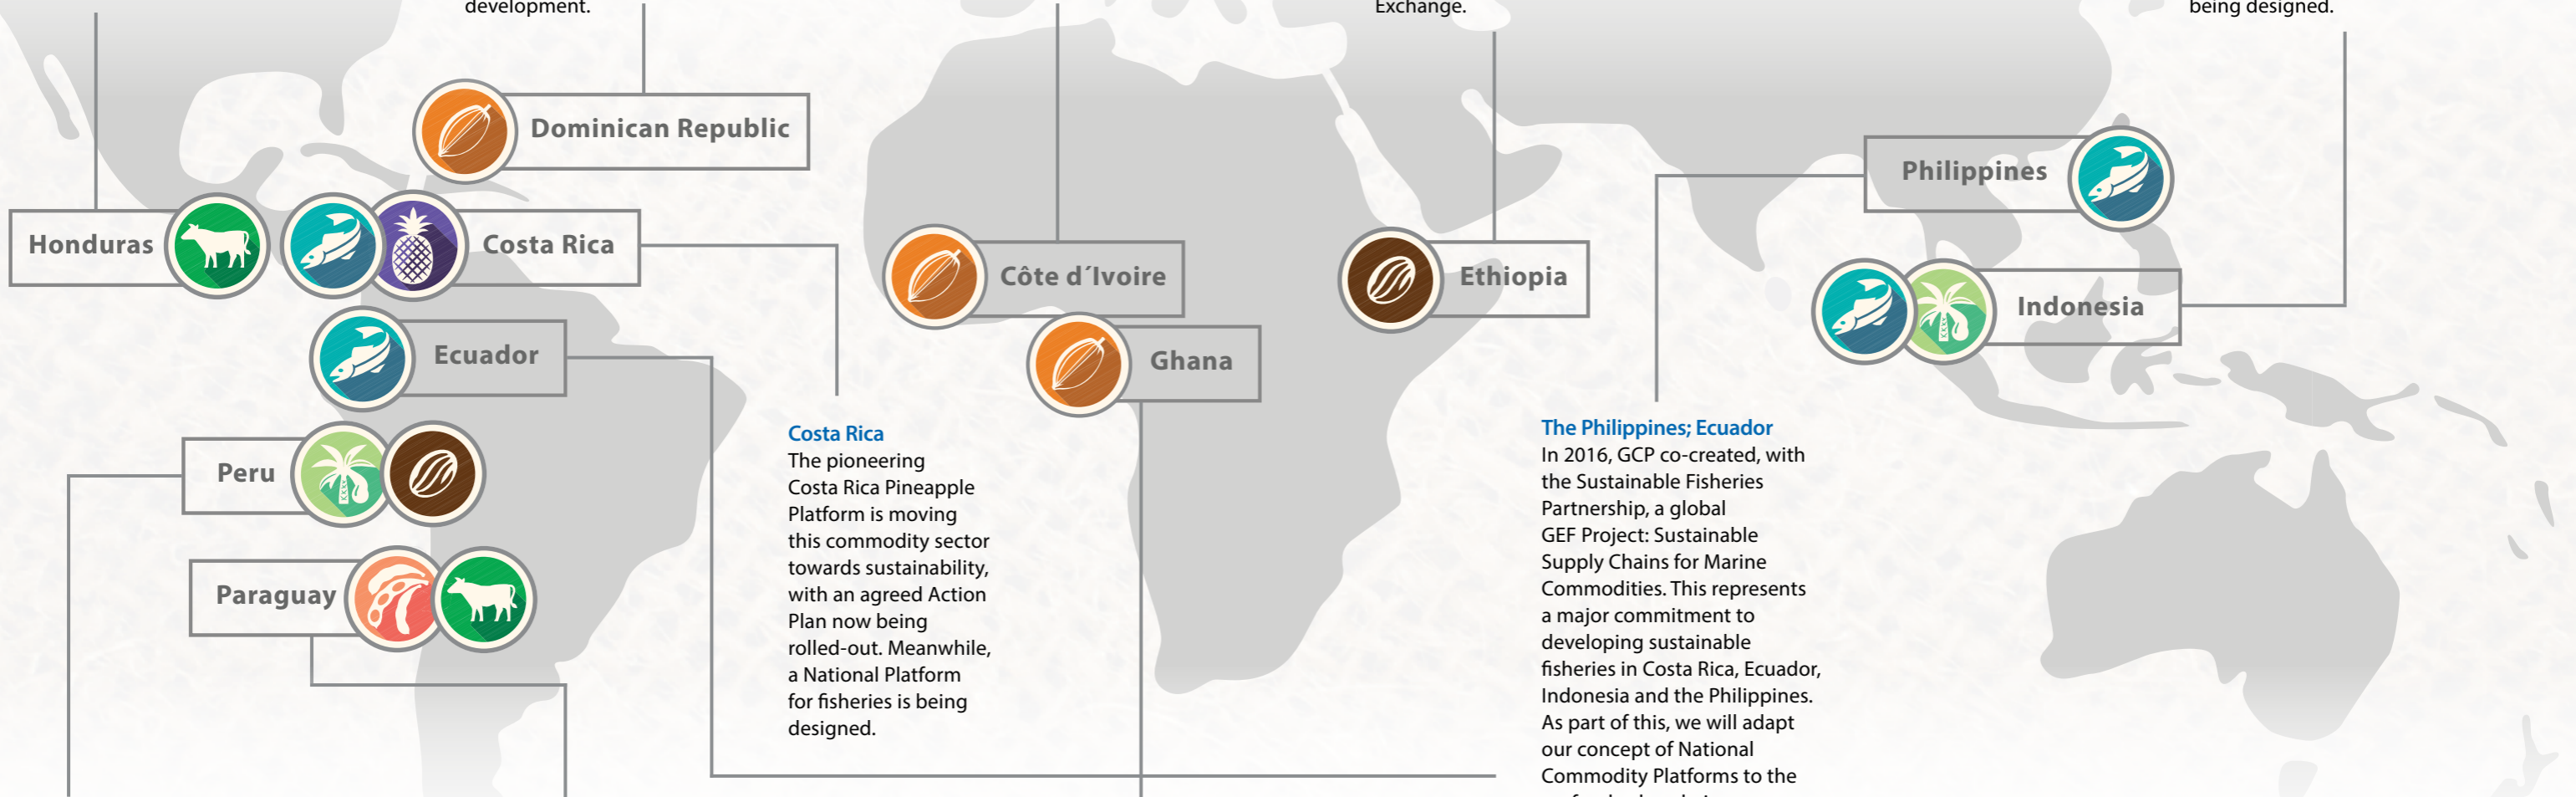 development.
Exchange.
being designed.
Dominican Republic
Philippines
Honduras
Costa Rica
Côte d´Ivoire
Ethiopia
Indonesia
Ecuador
Ghana
Peru
Paraguay
Costa Rica
The pioneering
Costa Rica Pineapple
Platform is moving
this commodity sector
towards sustainability,
with an agreed Action
Plan now being
rolled-out. Meanwhile,
a National Platform
for fisheries is being
designed.
The Philippines; Ecuador
In 2016, GCP co-created, with
the Sustainable Fisheries
Partnership, a global
GEF Project: Sustainable
Supply Chains for Marine
Commodities. This represents
a major commitment to
developing sustainable
fisheries in Costa Rica, Ecuador,
Indonesia and the Philippines.
As part of this, we will adapt
our concept of National
Commodity Platforms to the